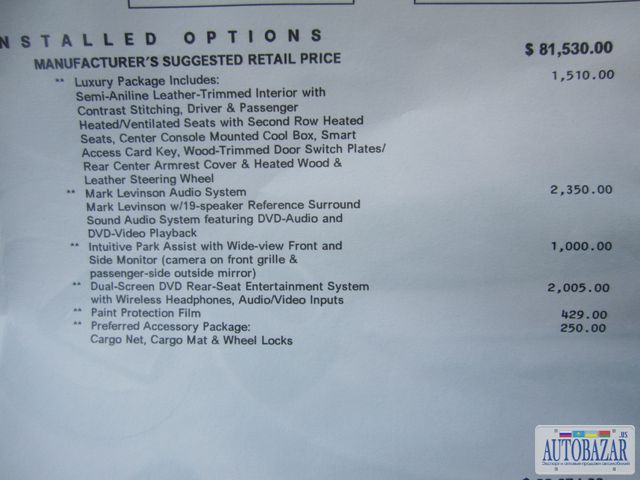 NSTALLED OPTIONS
MANUFACTURER'S SUGGESTED RETAIL PRICE $ 81,530.00
** Luxury Package Includes: 1,510.00
Semi-Aniline Leather-Trimmed Interior with
Contrast Stitching, Driver & Passenger
Heated/Ventilated Seats with Second Row Heated
Seats, Center Console Mounted Cool Box, Smart
Access Card Key, Wood-Trimmed Door Switch Plates/
Rear Center Armrest Cover & Heated Wood &
Leather Steering Wheel
** Mark Levinson Audio System 2,350.00
Mark Levinson w/19-speaker Reference Surround
Sound Audio System featuring DVD-Audio and
DVD-Video Playback
** Intuitive Park Assist with Wide-view Front and 1,000.00
Side Monitor (camera on front grille &
passenger-side outside mirror)
** Dual-Screen DVD Rear-Seat Entertainment System 2,005.00
with Wireless Headphones, Audio/Video Inputs
** Paint Protection Film 429.00
** Preferred Accessory Package: 250.00
Cargo Net, Cargo Mat & Wheel Locks
.us
AUTOBAZAR
Экспорт и оптовые продажи автомобилей